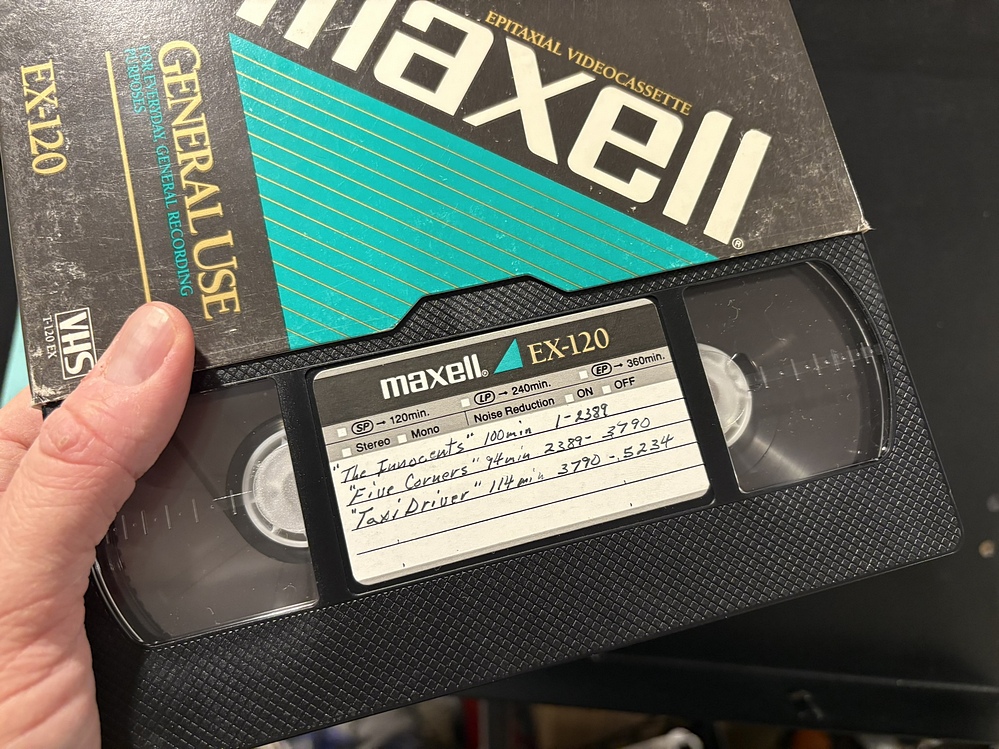 maxell®
EPITAXIAL VIDEOCASSETTE
GENERAL USE
FOR EVERYDAY, GENERAL RECORDING
PURPOSES
EX-120
VHS
T-120 EX
maxell® EX-120
SP → 120min. LP → 240min. EP → 360min.
Stereo Mono Noise Reduction ON OFF
"The Innocents" 100min 1-2389
"Five Corners" 94min 2389-3790
"Taxi Driver" 114min 3790-5234